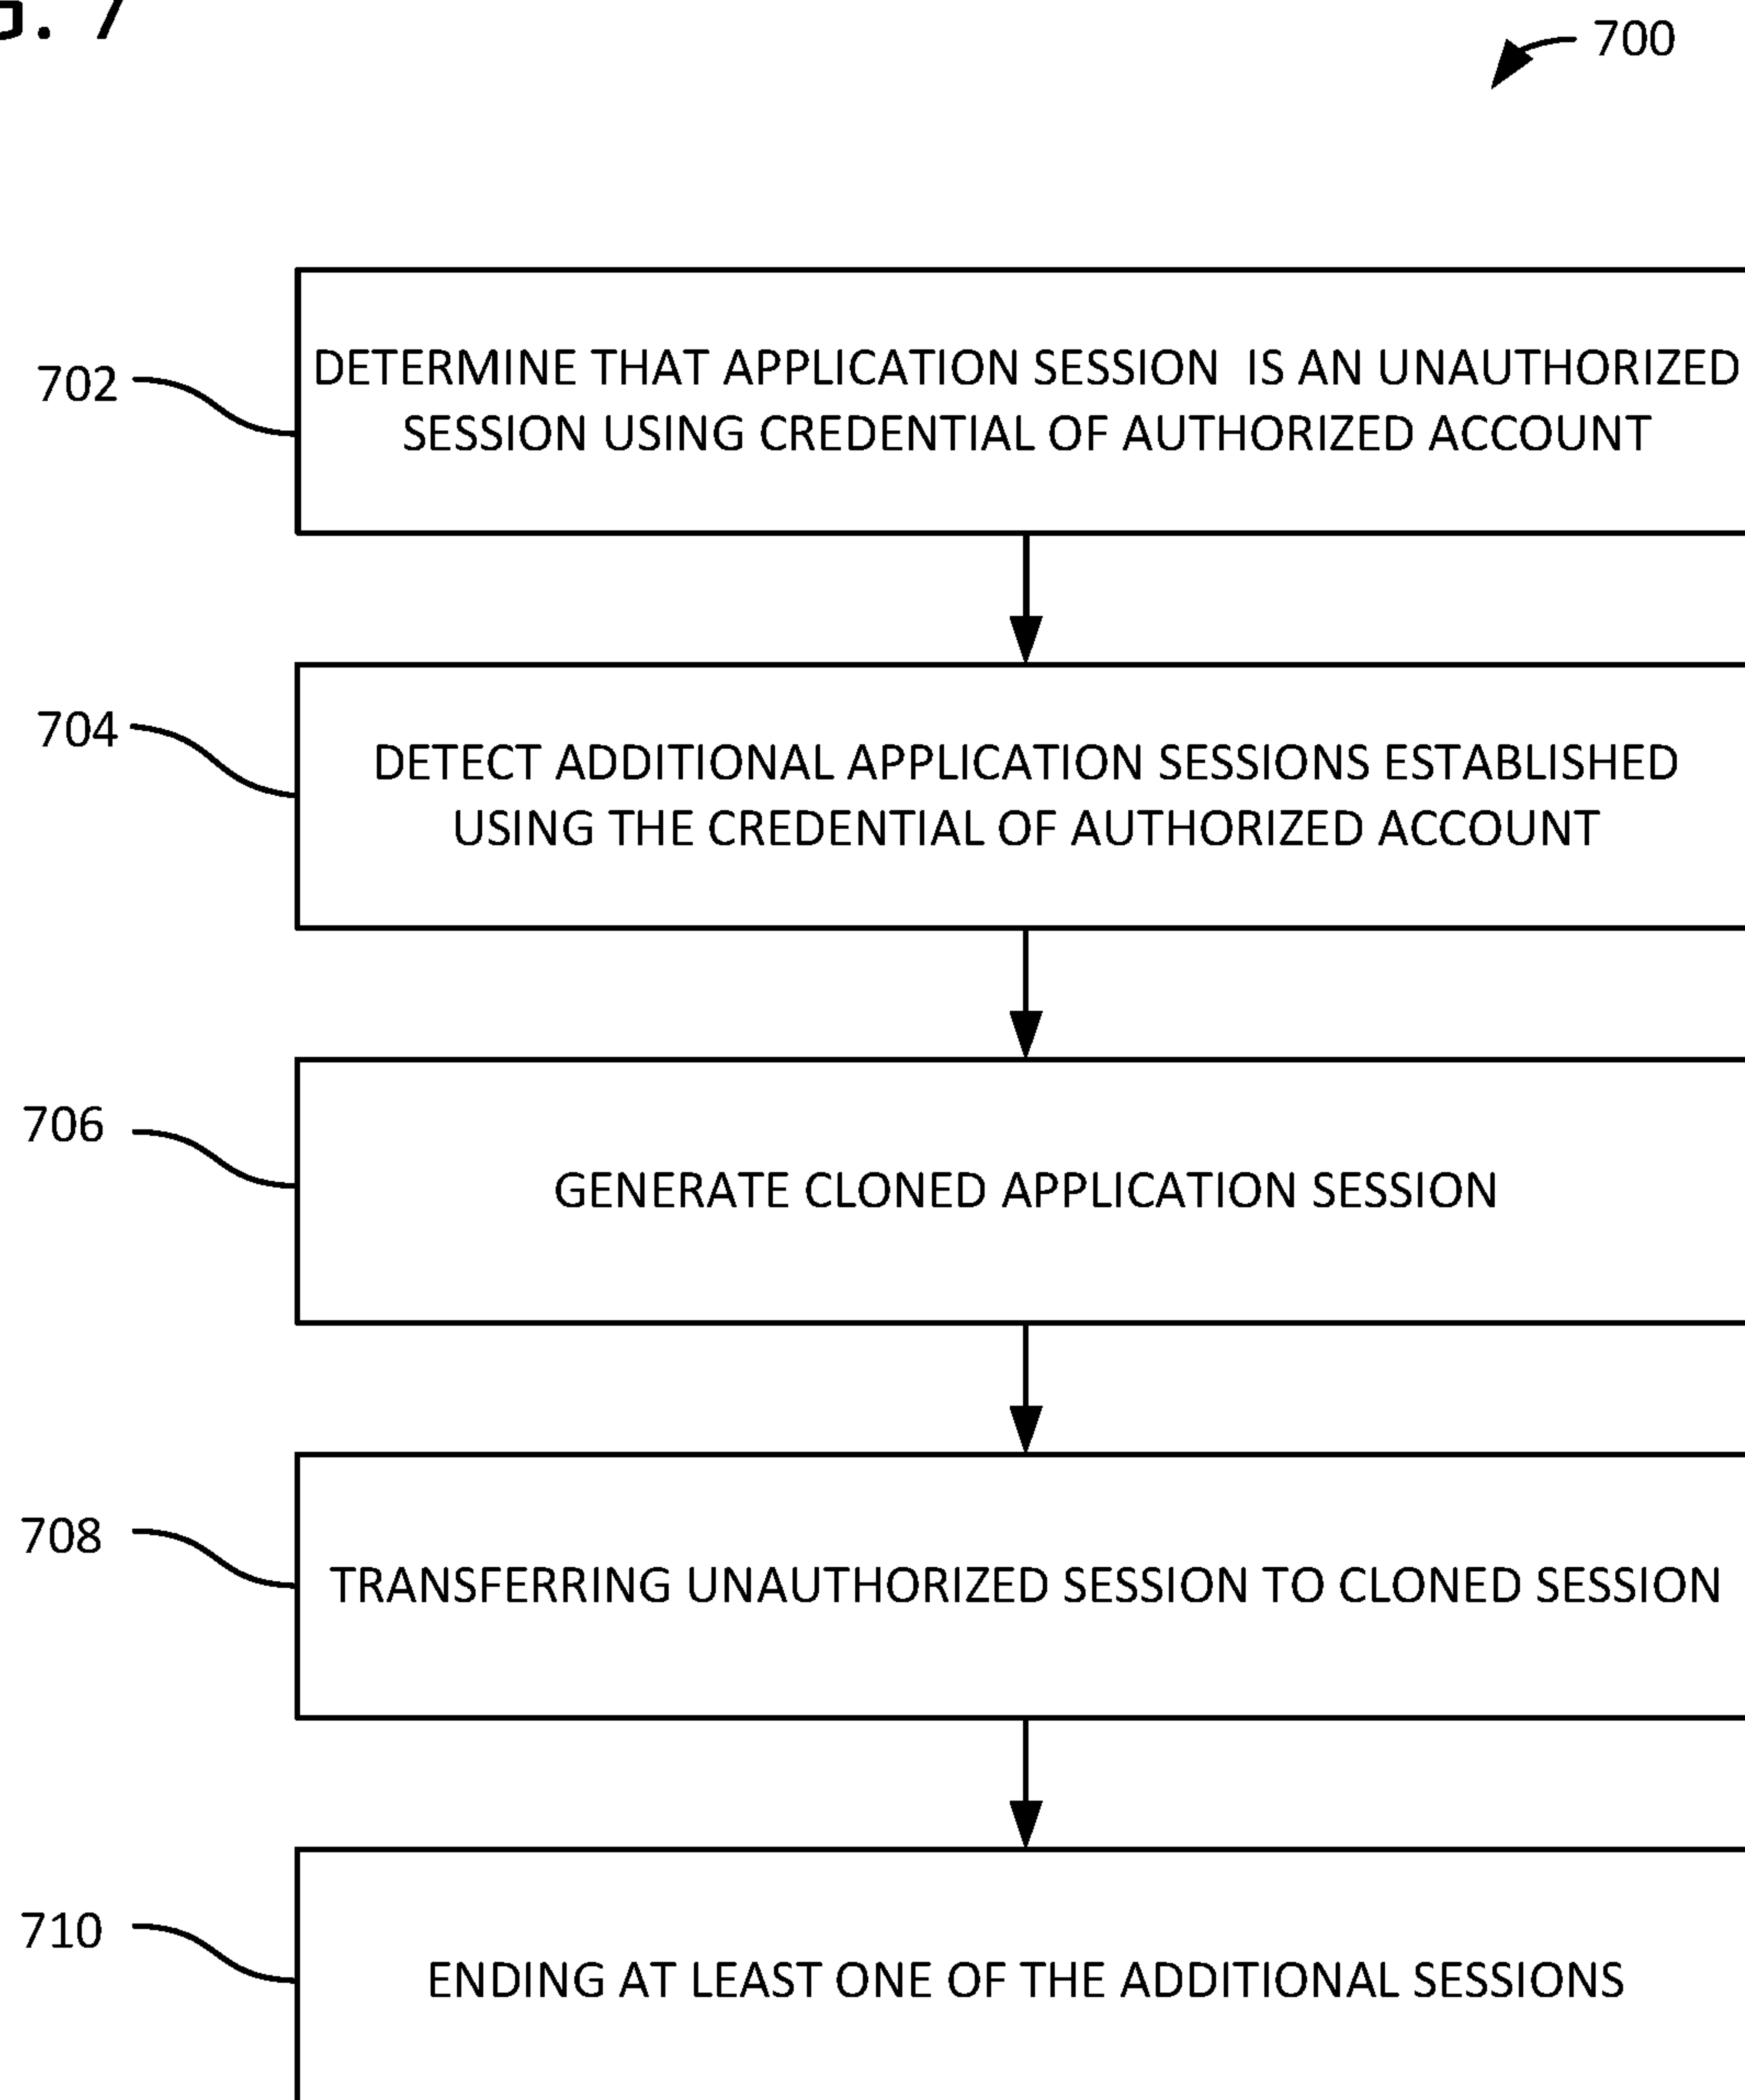 G. 7
700
702
DETERMINE THAT APPLICATION SESSION IS AN UNAUTHORIZED
SESSION USING CREDENTIAL OF AUTHORIZED ACCOUNT
704
DETECT ADDITIONAL APPLICATION SESSIONS ESTABLISHED
USING THE CREDENTIAL OF AUTHORIZED ACCOUNT
706
GENERATE CLONED APPLICATION SESSION
708
TRANSFERRING UNAUTHORIZED SESSION TO CLONED SESSION
710
ENDING AT LEAST ONE OF THE ADDITIONAL SESSIONS